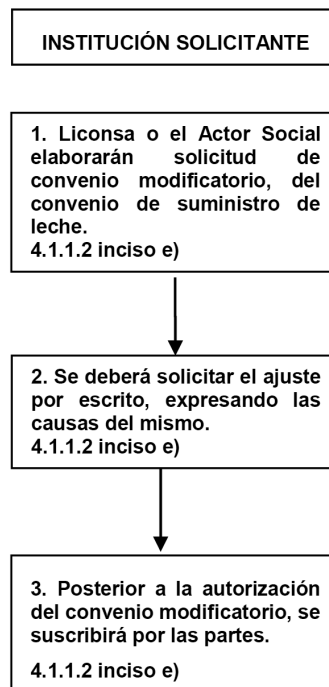 INSTITUCIÓN SOLICITANTE
1. Liconsa o el Actor Social
elaborarán solicitud de
convenio modificatorio, del
convenio de suministro de
leche.
4.1.1.2 inciso e)
2. Se deberá solicitar el ajuste
por escrito, expresando las
causas del mismo.
4.1.1.2 inciso e)
3. Posterior a la autorización
del convenio modificatorio, se
suscribirá por las partes.
4.1.1.2 inciso e)